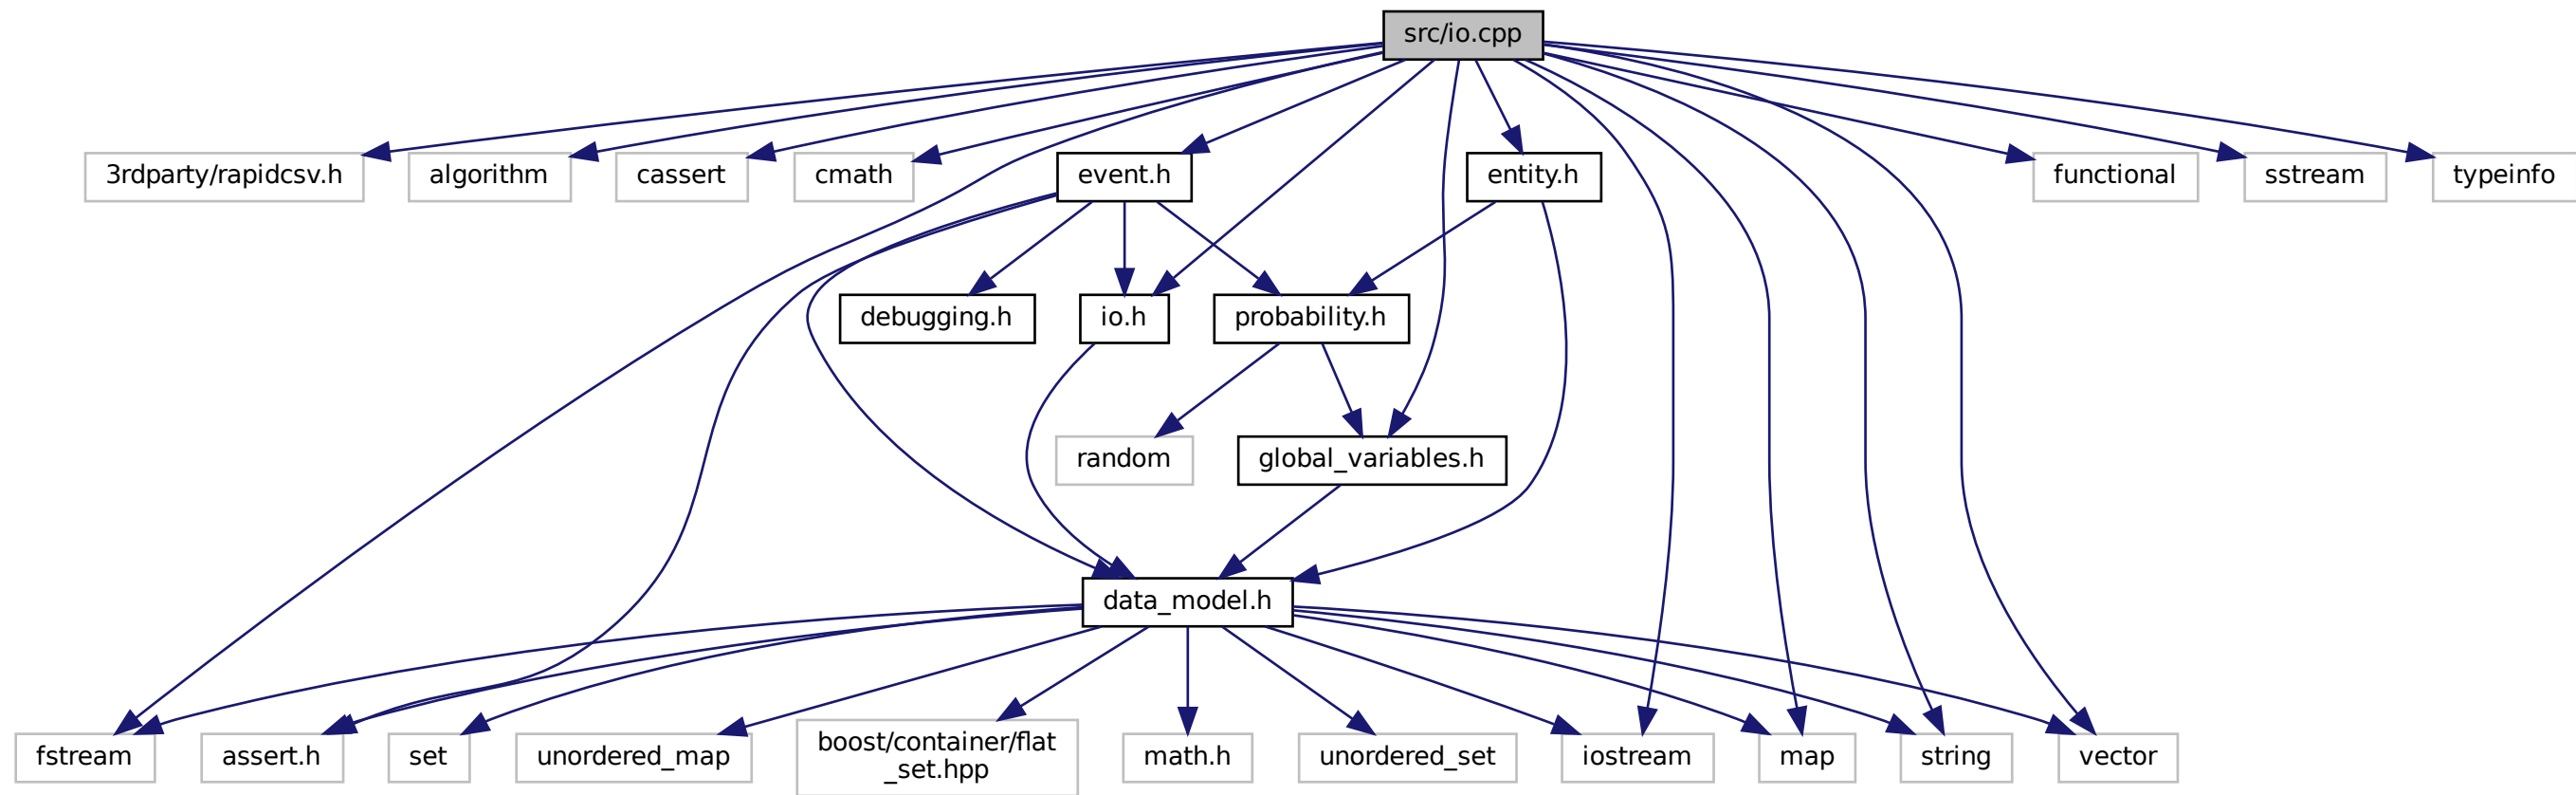 src/io.cpp
3rdparty/rapidcsv.h
algorithm
cassert
cmath
event.h
entity.h
functional
sstream
typeinfo
debugging.h
io.h
probability.h
random
global_variables.h
data_model.h
fstream
assert.h
set
unordered_map
boost/container/flat
_set.hpp
math.h
unordered_set
iostream
map
string
vector